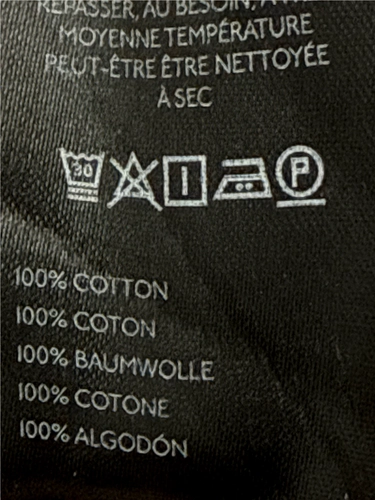 REPASSER, AU BESOIN, À
MOYENNE TEMPÉRATURE
PEUT-ÊTRE ÊTRE NETTOYÉE
À SEC
30 P
100% COTTON
100% COTON
100% BAUMWOLLE
100% COTONE
100% ALGODÓN